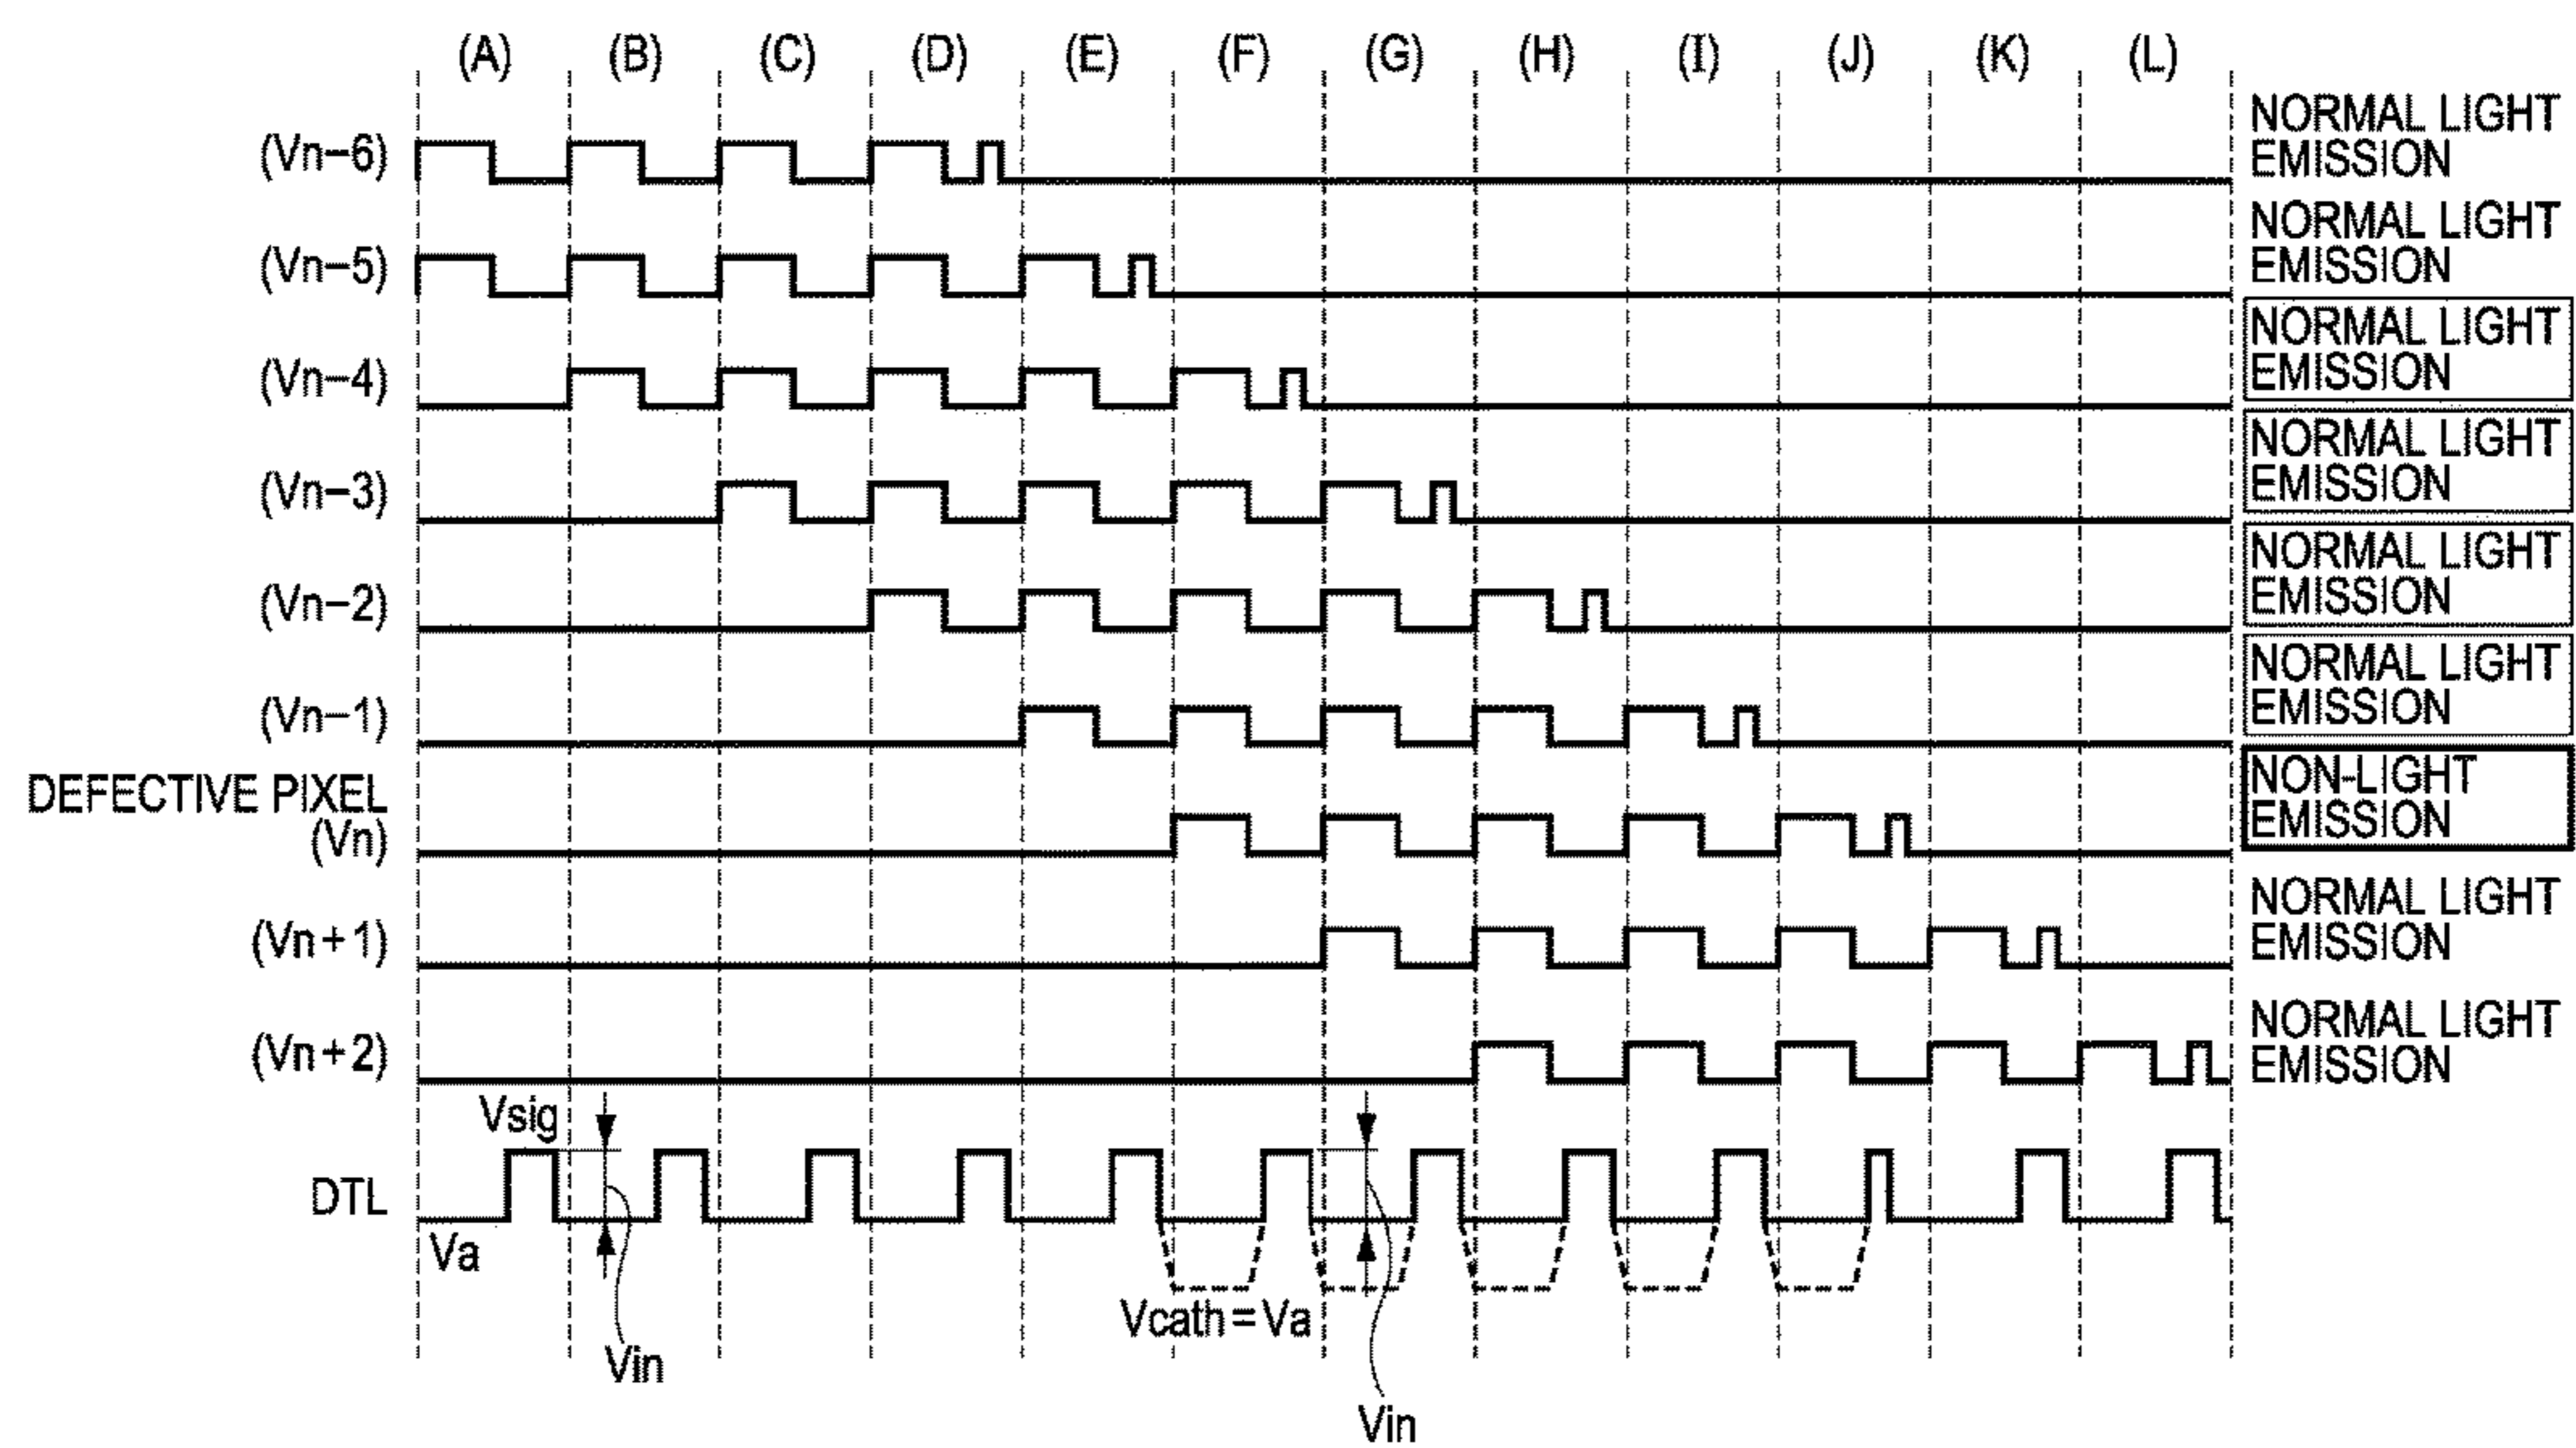 (A) (B) (C) (D) (E) (F) (G) (H) (I) (J) (K) (L)
(Vn-6)
NORMAL LIGHT
EMISSION
(Vn-5)
NORMAL LIGHT
EMISSION
(Vn-4)
NORMAL LIGHT
EMISSION
(Vn-3)
NORMAL LIGHT
EMISSION
(Vn-2)
NORMAL LIGHT
EMISSION
(Vn-1)
NORMAL LIGHT
EMISSION
DEFECTIVE PIXEL
(Vn)
NON-LIGHT
EMISSION
(Vn+1)
NORMAL LIGHT
EMISSION
(Vn+2)
NORMAL LIGHT
EMISSION
Vsig
DTL
Va
Vcath=Va
Vin
Vin